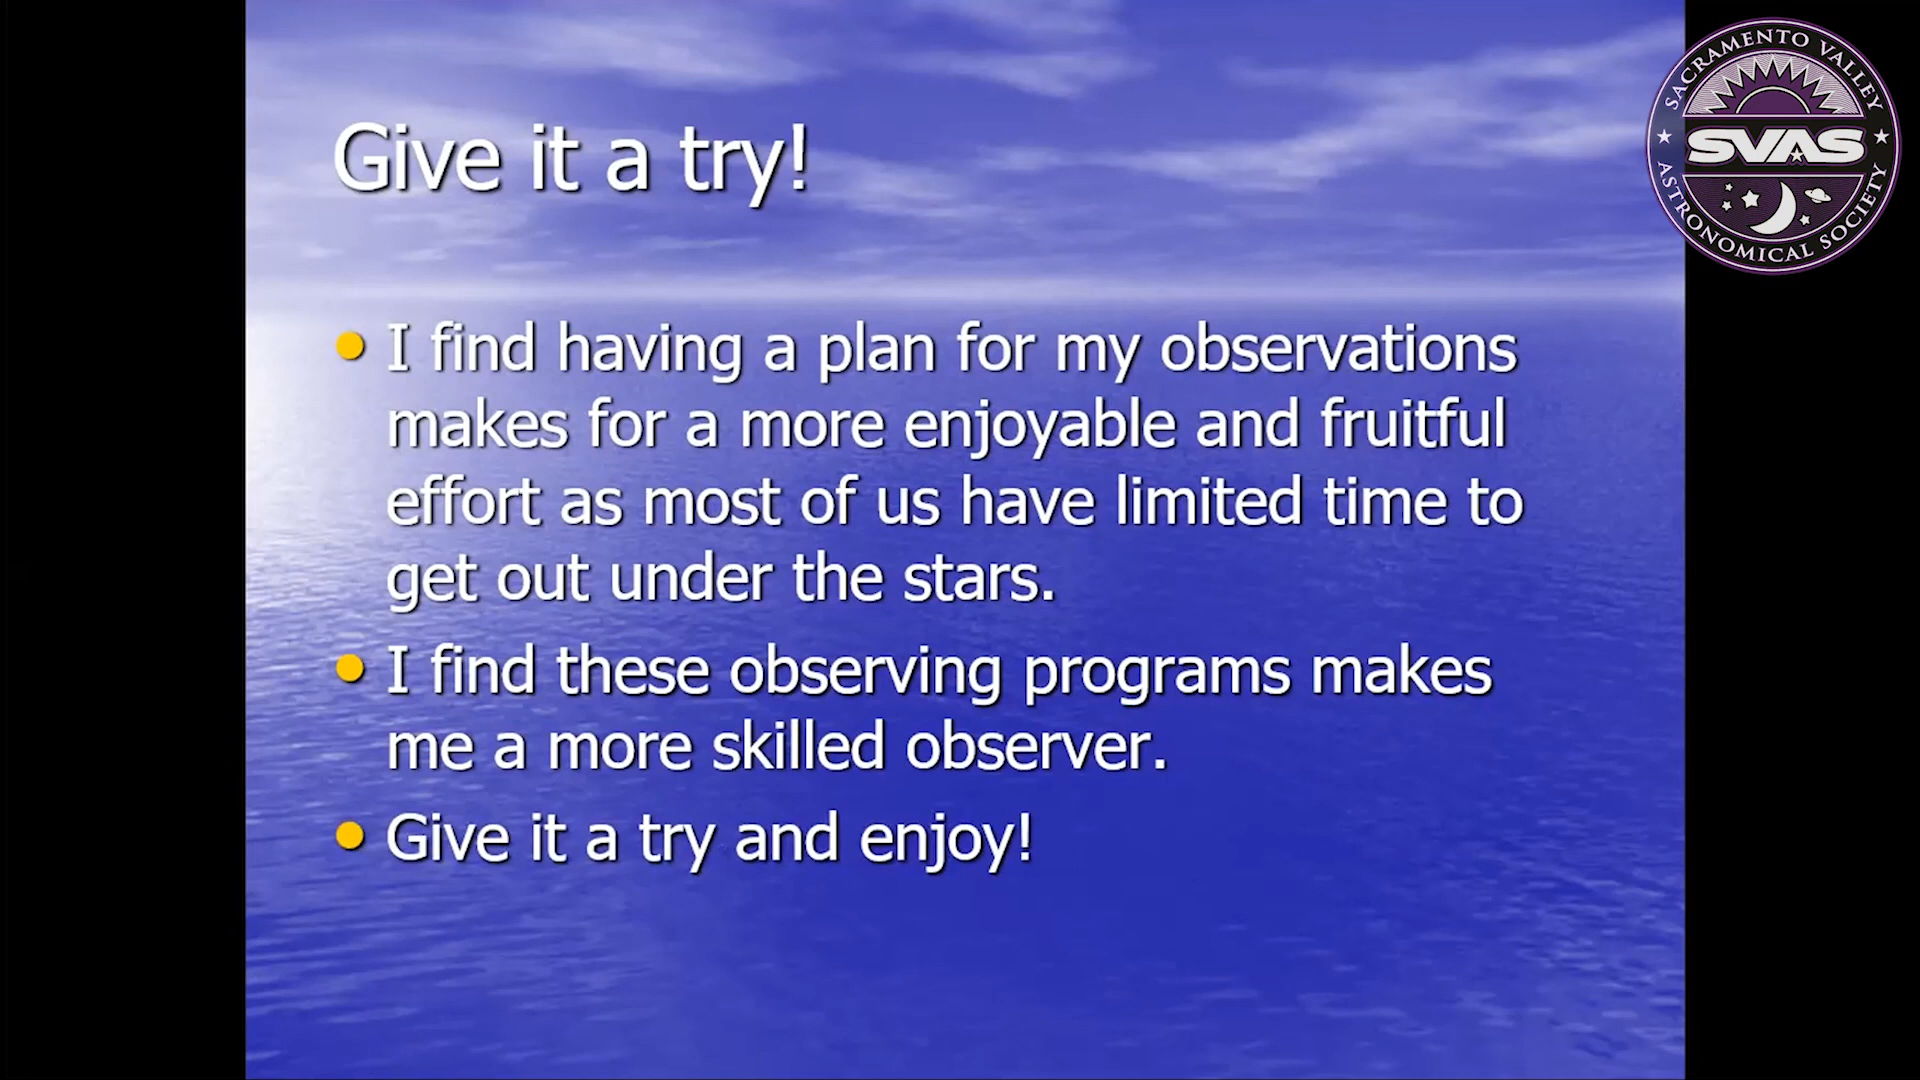 Give it a try!
I find having a plan for my observations
makes for a more enjoyable and fruitful
effort as most of us have limited time to
get out under the stars.
I find these observing programs makes
me a more skilled observer.
Give it a try and enjoy!
SACRAMENTO VALLEY
SVAS
ASTRONOMICAL SOCIETY